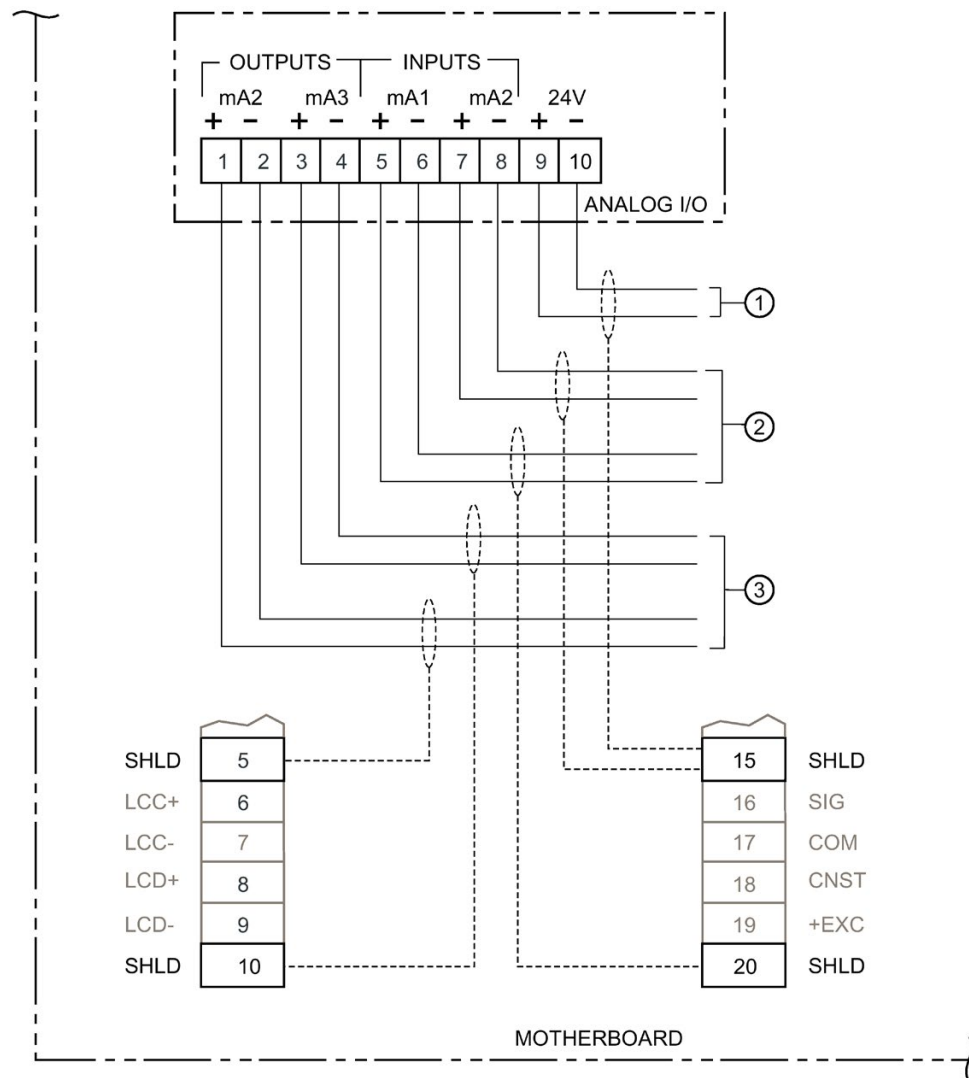 OUTPUTS INPUTS
mA2 mA3 mA1 mA2 24V
+ − + − + − + − + −
1 2 3 4 5 6 7 8 9 10
ANALOG I/O
1
2
3
SHLD 5
LCC+ 6
LCC- 7
LCD+ 8
LCD- 9
SHLD 10
15 SHLD
16 SIG
17 COM
18 CNST
19 +EXC
20 SHLD
MOTHERBOARD